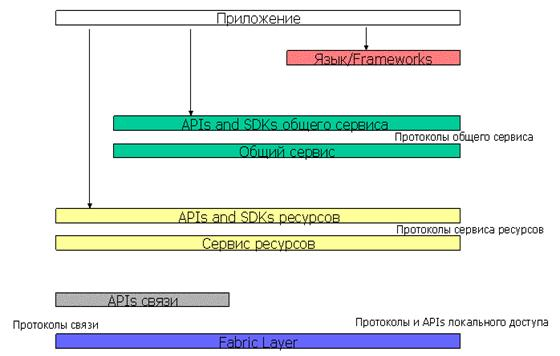 Приложение
Язык/Frameworks
APIs and SDKs общего сервиса
Протоколы общего сервиса
Общий сервис
APIs and SDKs ресурсов
Протоколы сервиса ресурсов
Сервис ресурсов
APIs связи
Протоколы связи
Протоколы и APIs локального доступа
Fabric Layer